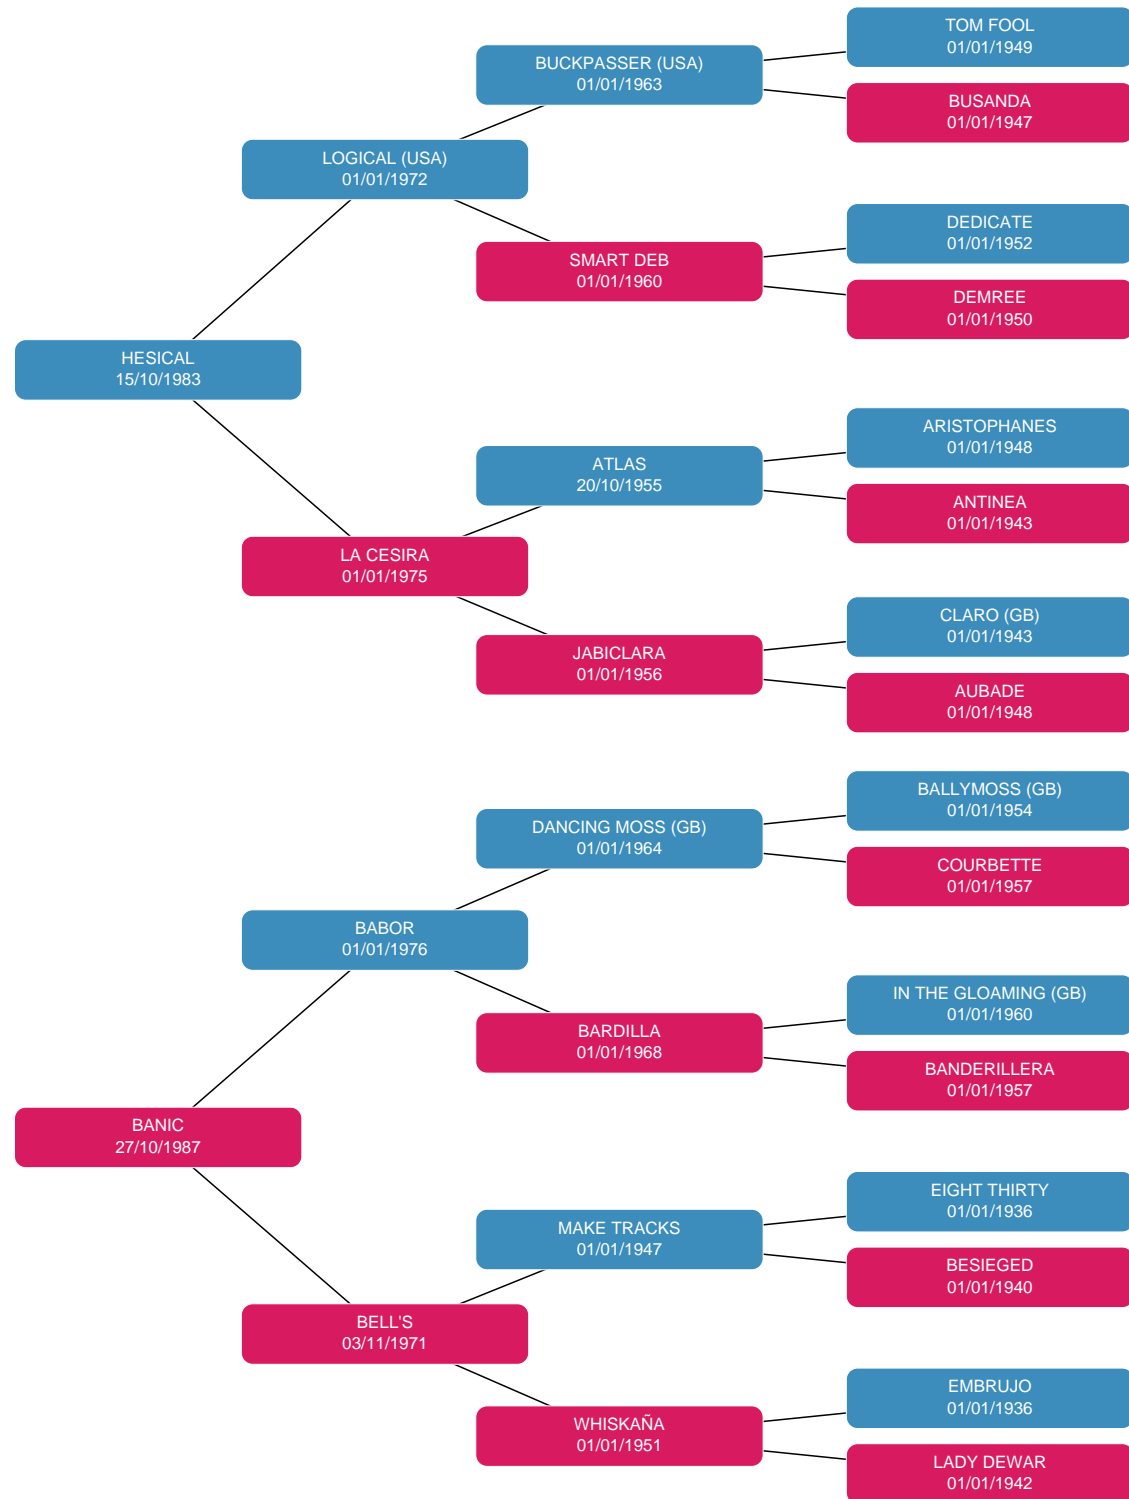 TOM FOOL
01/01/1949
BUCKPASSER (USA)
01/01/1963
BUSANDA
01/01/1947
LOGICAL (USA)
01/01/1972
DEDICATE
01/01/1952
SMART DEB
01/01/1960
DEMREE
01/01/1950
HESICAL
15/10/1983
ARISTOPHANES
01/01/1948
ATLAS
20/10/1955
ANTINEA
01/01/1943
LA CESIRA
01/01/1975
CLARO (GB)
01/01/1943
JABICLARA
01/01/1956
AUBADE
01/01/1948
BALLYMOSS (GB)
01/01/1954
DANCING MOSS (GB)
01/01/1964
COURBETTE
01/01/1957
BABOR
01/01/1976
IN THE GLOAMING (GB)
01/01/1960
BARDILLA
01/01/1968
BANDERILLERA
01/01/1957
BANIC
27/10/1987
EIGHT THIRTY
01/01/1936
MAKE TRACKS
01/01/1947
BESIEGED
01/01/1940
BELL'S
03/11/1971
EMBRUJO
01/01/1936
WHISKAÑA
01/01/1951
LADY DEWAR
01/01/1942